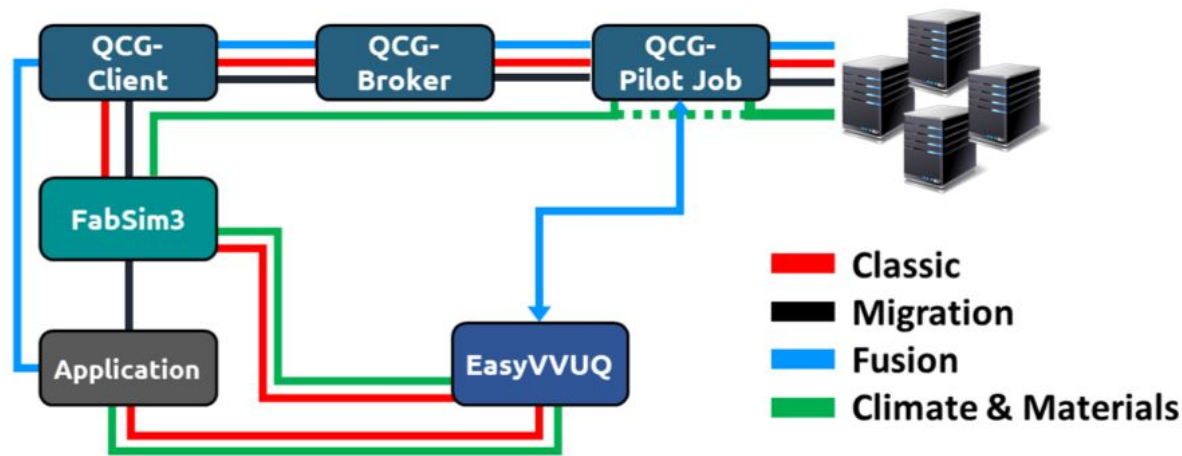 QCG-
Client
QCG-
Broker
QCG-
Pilot Job
FabSim3
Application
EasyVVUQ
Classic
Migration
Fusion
Climate & Materials